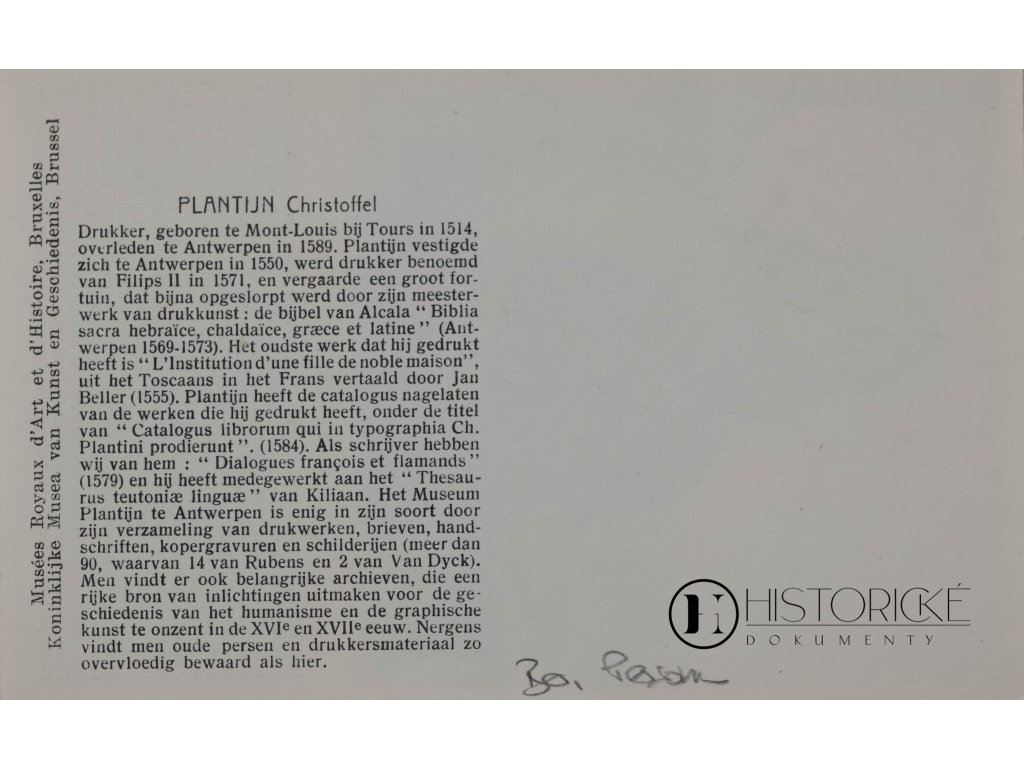 Musées Royaux d'Art et d'Histoire, Bruxelles
Koninklijke Musea van Kunst en Geschiedenis, Brussel
PLANTIJN Christoffel
Drukker, geboren te Mont-Louis bij Tours in 1514,
overleden te Antwerpen in 1589. Plantijn vestigde
zich te Antwerpen in 1550, werd drukker benoemd
van Filips II in 1571, en vergaarde een groot for-
tuin, dat bijna opgeslorpt werd door zijn meester-
werk van drukkunst : de bijbel van Alcala “ Biblia
sacra hebraïce, chaldaïce, græce et latine ” (Ant-
werpen 1569-1573). Het oudste werk dat hij gedrukt
heeft is “ L'Institution d'une fille de noble maison”,
uit het Toscaans in het Frans vertaald door Jan
Beller (1555). Plantijn heeft de catalogus nagelaten
van de werken die hij gedrukt heeft, onder de titel
van “ Catalogus librorum qui in typographia Ch.
Plantini prodierunt ”. (1584). Als schrijver hebben
wij van hem : “ Dialogues françois et flamands ”
(1579) en hij heeft medegewerkt aan het “ Thesau-
rus teutoniæ linguæ ” van Kiliaan. Het Museum
Plantijn te Antwerpen is enig in zijn soort door
zijn verzameling van drukwerken, brieven, hand-
schriften, kopergravuren en schilderijen (meer dan
90, waarvan 14 van Rubens en 2 van Van Dyck).
Men vindt er ook belangrijke archieven, die een
rijke bron van inlichtingen uitmaken voor de ge-
schiedenis van het humanisme en de graphische
kunst te onzent in de XVIe en XVIIe eeuw. Nergens
vindt men oude persen en drukkersmateriaal zo
overvloedig bewaard als hier.
HISTORICKÉ
DOKUMENTY